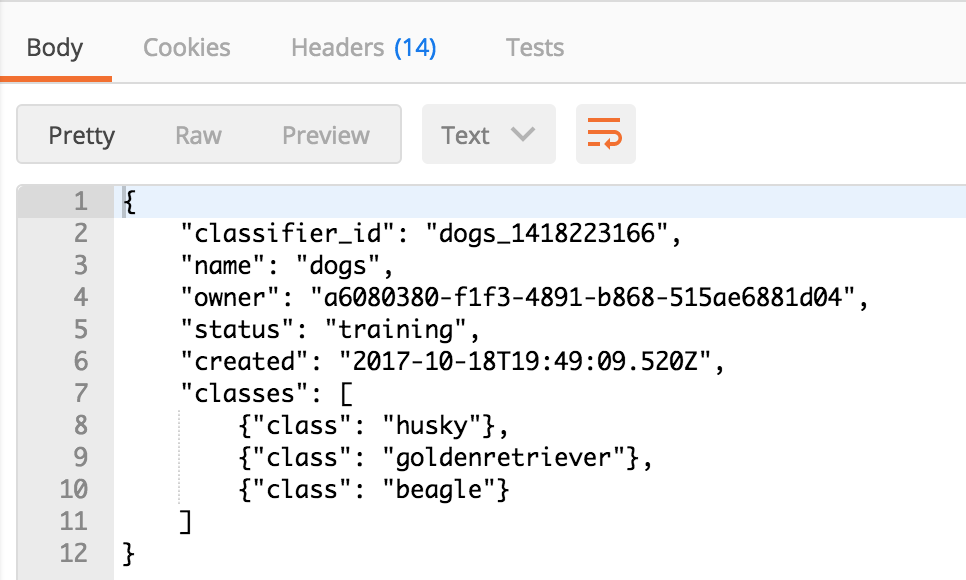 Body Cookies Headers (14) Tests
Pretty Raw Preview Text
1 {
2 "classifier_id": "dogs_1418223166",
3 "name": "dogs",
4 "owner": "a6080380-f1f3-4891-b868-515ae6881d04",
5 "status": "training",
6 "created": "2017-10-18T19:49:09.520Z",
7 "classes": [
8 {"class": "husky"},
9 {"class": "goldenretriever"},
10 {"class": "beagle"}
11 ]
12 }